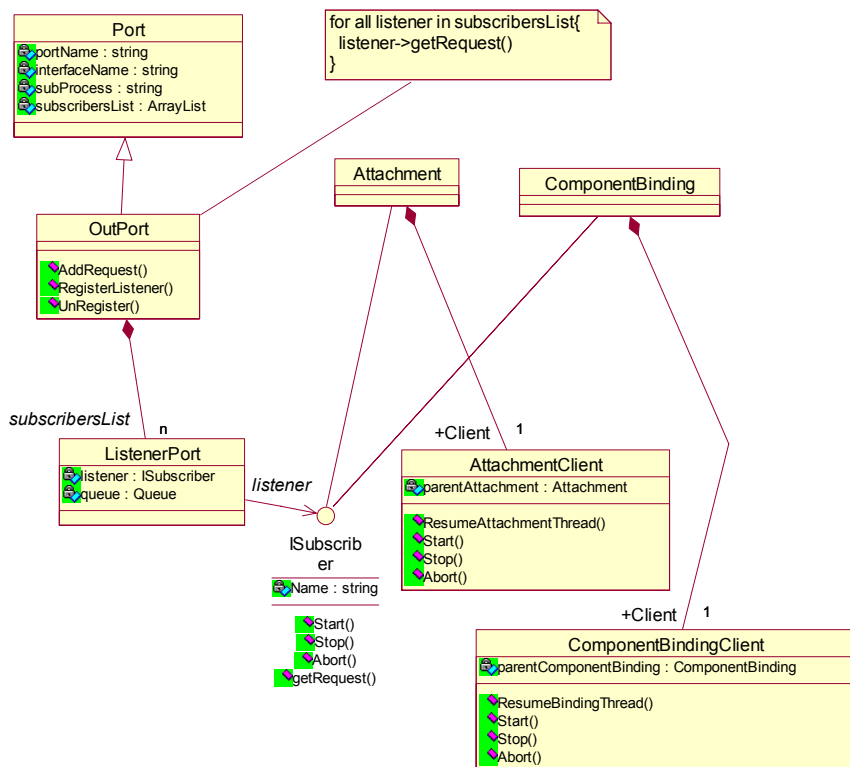 Port
portName : string
interfaceName : string
subProcess : string
subscribersList : ArrayList
for all listener in subscribersList{
listener->getRequest()
}
Attachment
ComponentBinding
OutPort
AddRequest()
RegisterListener()
UnRegister()
subscribersList
n
ListenerPort
listener : ISubscriber
queue : Queue
listener
ISubscrib
er
Name : string
Start()
Stop()
Abort()
getRequest()
+Client
1
AttachmentClient
parentAttachment : Attachment
ResumeAttachmentThread()
Start()
Stop()
Abort()
+Client
1
ComponentBindingClient
parentComponentBinding : ComponentBinding
ResumeBindingThread()
Start()
Stop()
Abort()